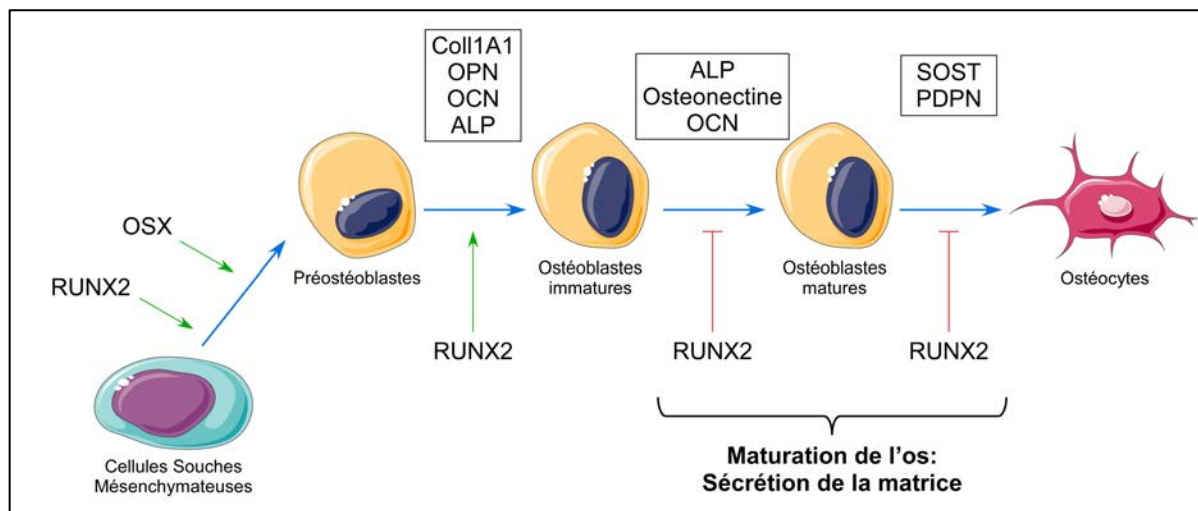 Coll1A1
OPN
OCN
ALP
ALP
Osteonectine
OCN
SOST
PDPN
OSX
RUNX2
Préostéoblastes
Ostéoblastes
immatures
Ostéoblastes
matures
Ostéocytes
RUNX2
RUNX2
RUNX2
Cellules Souches
Mésenchymateuses
Maturation de l'os:
Sécrétion de la matrice